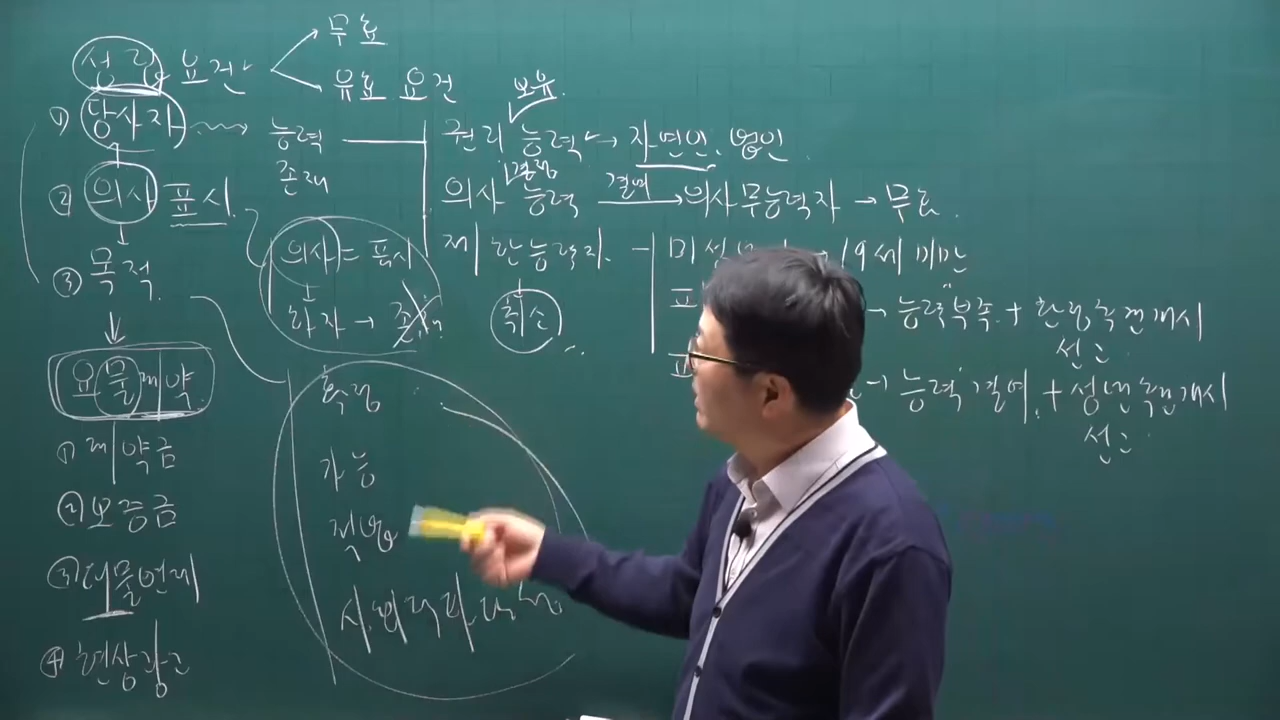 성립 요건
무효
유효 요건
① 당사자
능력
존재
보유
권리 능력 → 자연인. 법인
② 의사 표시
의사 능력 결여 → 의사무능력자 → 무효.
③ 목적
의사 = 표시
하자 →
제한능력자.
취소
미성년자 → 19세 미만
→ 능력부족 + 한정후견개시
선고
→ 능력결여. + 성년후견개시
선고
요물계약
① 계약금
② 보증금
③ 대물변제
④ 현상광고
확정
가능
적법
사회적타당성